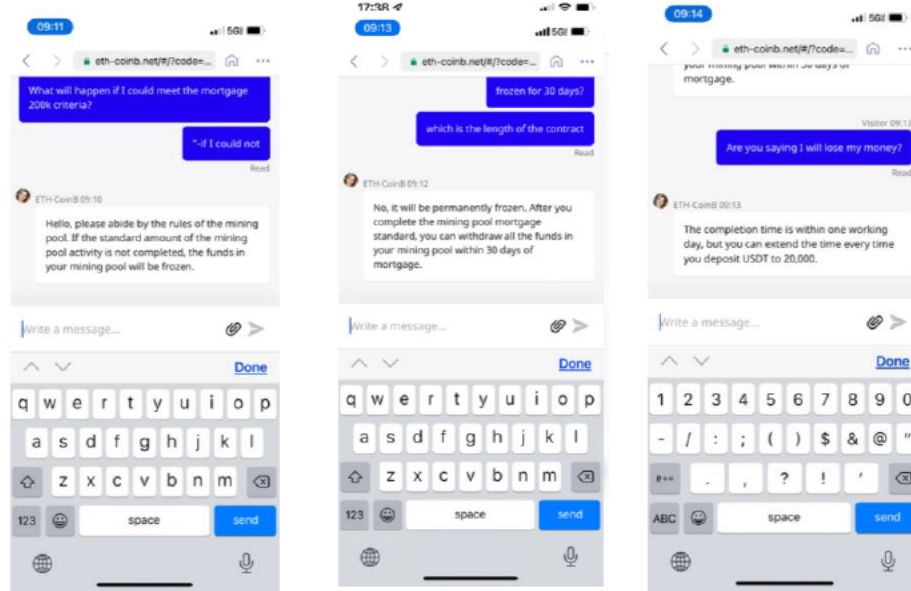 09:11
5G
eth-coinb.net/#/?code=...
What will happen if I could meet the mortgage
200k criteria?
"-if I could not
Read
ETH-CoinB 09:10
Hello, please abide by the rules of the mining
pool. If the standard amount of the mining
pool activity is not completed, the funds in
your mining pool will be frozen.
Write a message...
Done
q w e r t y u i o p
a s d f g h j k l
z x c v b n m
123 space send
17:38
09:13
5G
eth-coinb.net/#/?code=...
frozen for 30 days?
which is the length of the contract
Read
ETH-CoinB 09:12
No, it will be permanently frozen. After you
complete the mining pool mortgage
standard, you can withdraw all the funds in
your mining pool within 30 days of
mortgage.
Write a message...
Done
q w e r t y u i o p
a s d f g h j k l
z x c v b n m
123 space send
09:14
5G
eth-coinb.net/#/?code=...
your mining pool within 30 days of
mortgage.
Visitor 09:13
Are you saying I will lose my money?
Read
ETH-CoinB 09:13
The completion time is within one working
day, but you can extend the time every time
you deposit USDT to 20,000.
Write a message...
Done
1 2 3 4 5 6 7 8 9 0
- / : ; ( ) $ & @ "
#+= . , ? ! '
ABC space send